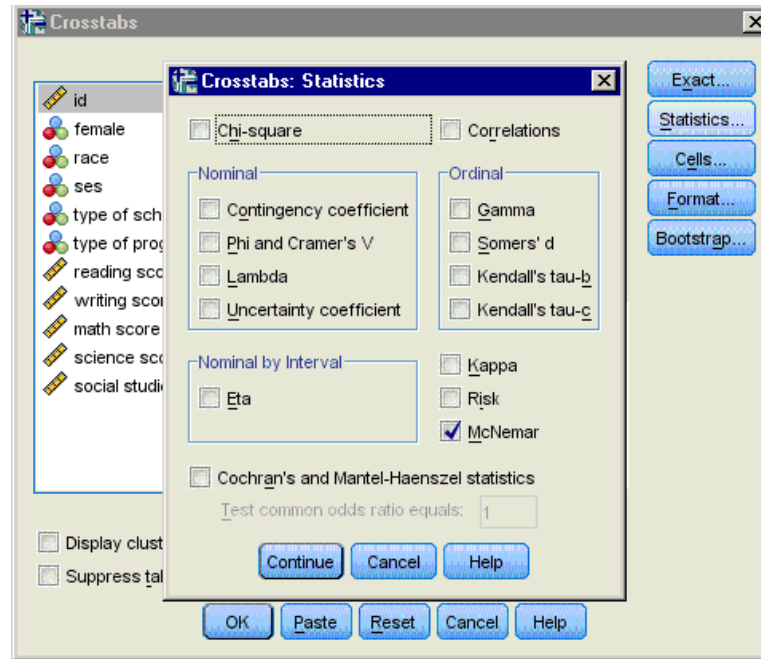 Crosstabs
id
female
race
ses
type of sch
type of prog
reading sco
writing scor
math score
science sco
social studi
Display clust
Suppress tal
Exact...
Statistics...
Cells...
Format...
Bootstrap...
Crosstabs: Statistics
Chi-square
Correlations
Nominal
Contingency coefficient
Phi and Cramer's V
Lambda
Uncertainty coefficient
Ordinal
Gamma
Somers' d
Kendall's tau-b
Kendall's tau-c
Nominal by Interval
Eta
Kappa
Risk
McNemar
Cochran's and Mantel-Haenszel statistics
Test common odds ratio equals: 1
Continue Cancel Help
OK Paste Reset Cancel Help